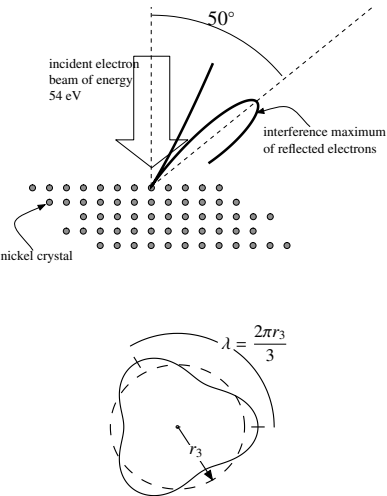 50°
incident electron
beam of energy
54 eV
interference maximum
of reflected electrons
nickel crystal
λ = 2πr₃/3
r₃